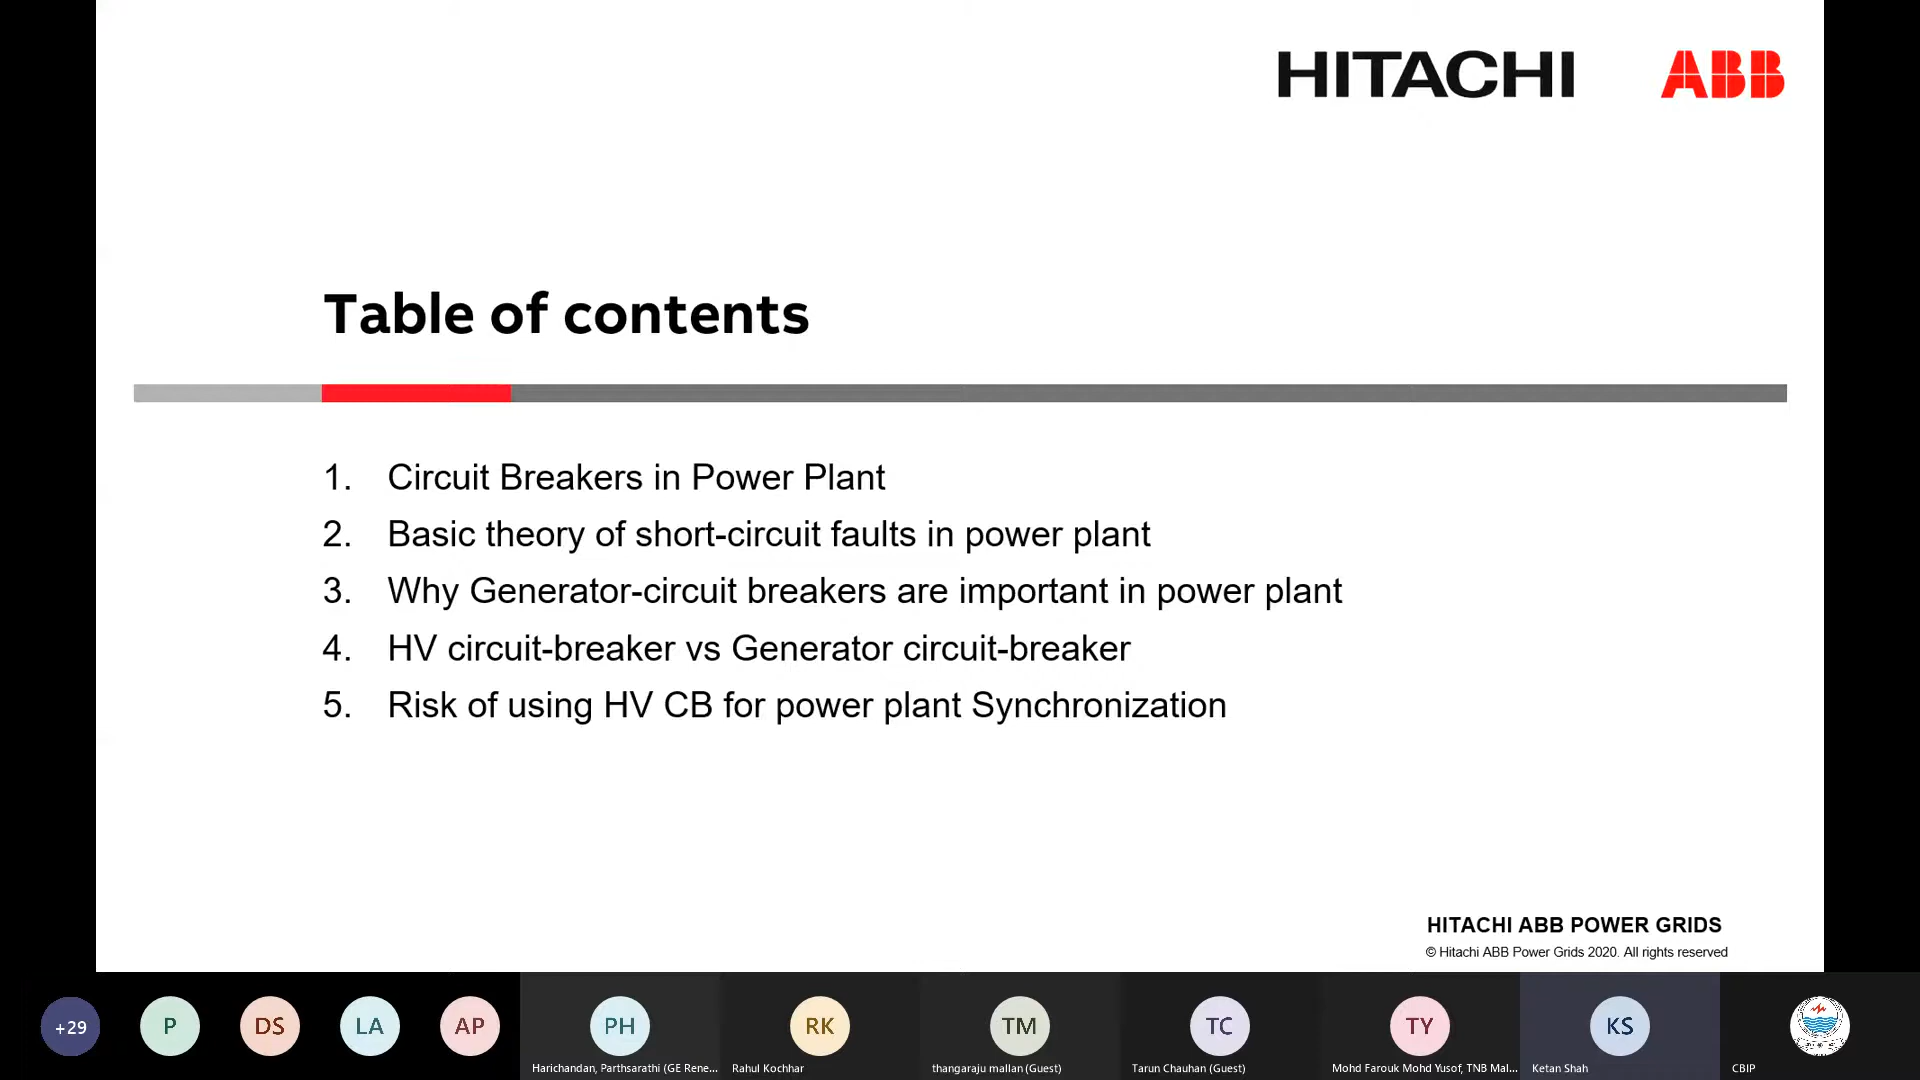 HITACHI ABB
Table of contents
1. Circuit Breakers in Power Plant
2. Basic theory of short-circuit faults in power plant
3. Why Generator-circuit breakers are important in power plant
4. HV circuit-breaker vs Generator circuit-breaker
5. Risk of using HV CB for power plant Synchronization
HITACHI ABB POWER GRIDS
© Hitachi ABB Power Grids 2020. All rights reserved
+29 P DS LA AP PH RK TM TC TY KS
Harichandan, Parthsarathi (GE Rene... Rahul Kochhar thangaraju mallan (Guest) Tarun Chauhan (Guest) Mohd Farouk Mohd Yusof, TNB Mal... Ketan Shah CBIP